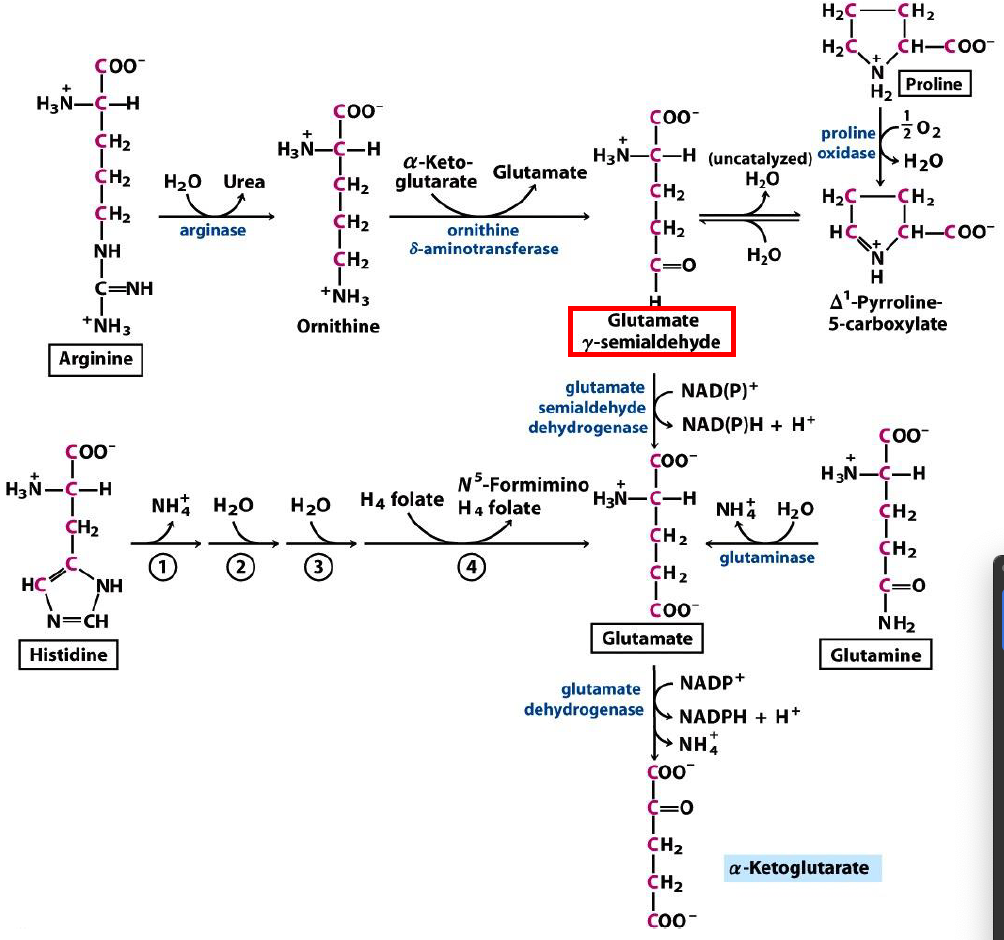 H₂C—CH₂
H₂C CH—COO⁻
N⁺
H₂
Proline
proline
oxidase
½ O₂
H₂O
COO⁻
H₃N⁺—C—H
CH₂
CH₂
CH₂
NH
C=NH
⁺NH₃
Arginine
H₂O Urea
arginase
COO⁻
H₃N⁺—C—H
CH₂
CH₂
CH₂
⁺NH₃
Ornithine
α-Keto-
glutarate
Glutamate
ornithine
δ-aminotransferase
COO⁻
H₃N⁺—C—H
CH₂
CH₂
C=O
H
Glutamate
γ-semialdehyde
(uncatalyzed)
H₂O
H₂O
H₂C—CH₂
HC CH—COO⁻
N⁺
H
Δ¹-Pyrroline-
5-carboxylate
glutamate
semialdehyde
dehydrogenase
NAD(P)⁺
NAD(P)H + H⁺
COO⁻
H₃N⁺—C—H
CH₂
C
HC NH
N=CH
Histidine
NH₄⁺
H₂O
H₂O
H₄ folate
N⁵-Formimino
H₄ folate
1
2
3
4
COO⁻
H₃N⁺—C—H
CH₂
CH₂
COO⁻
Glutamate
NH₄⁺ H₂O
glutaminase
COO⁻
H₃N⁺—C—H
CH₂
CH₂
C=O
NH₂
Glutamine
glutamate
dehydrogenase
NADP⁺
NADPH + H⁺
NH₄⁺
COO⁻
C=O
CH₂
CH₂
COO⁻
α-Ketoglutarate